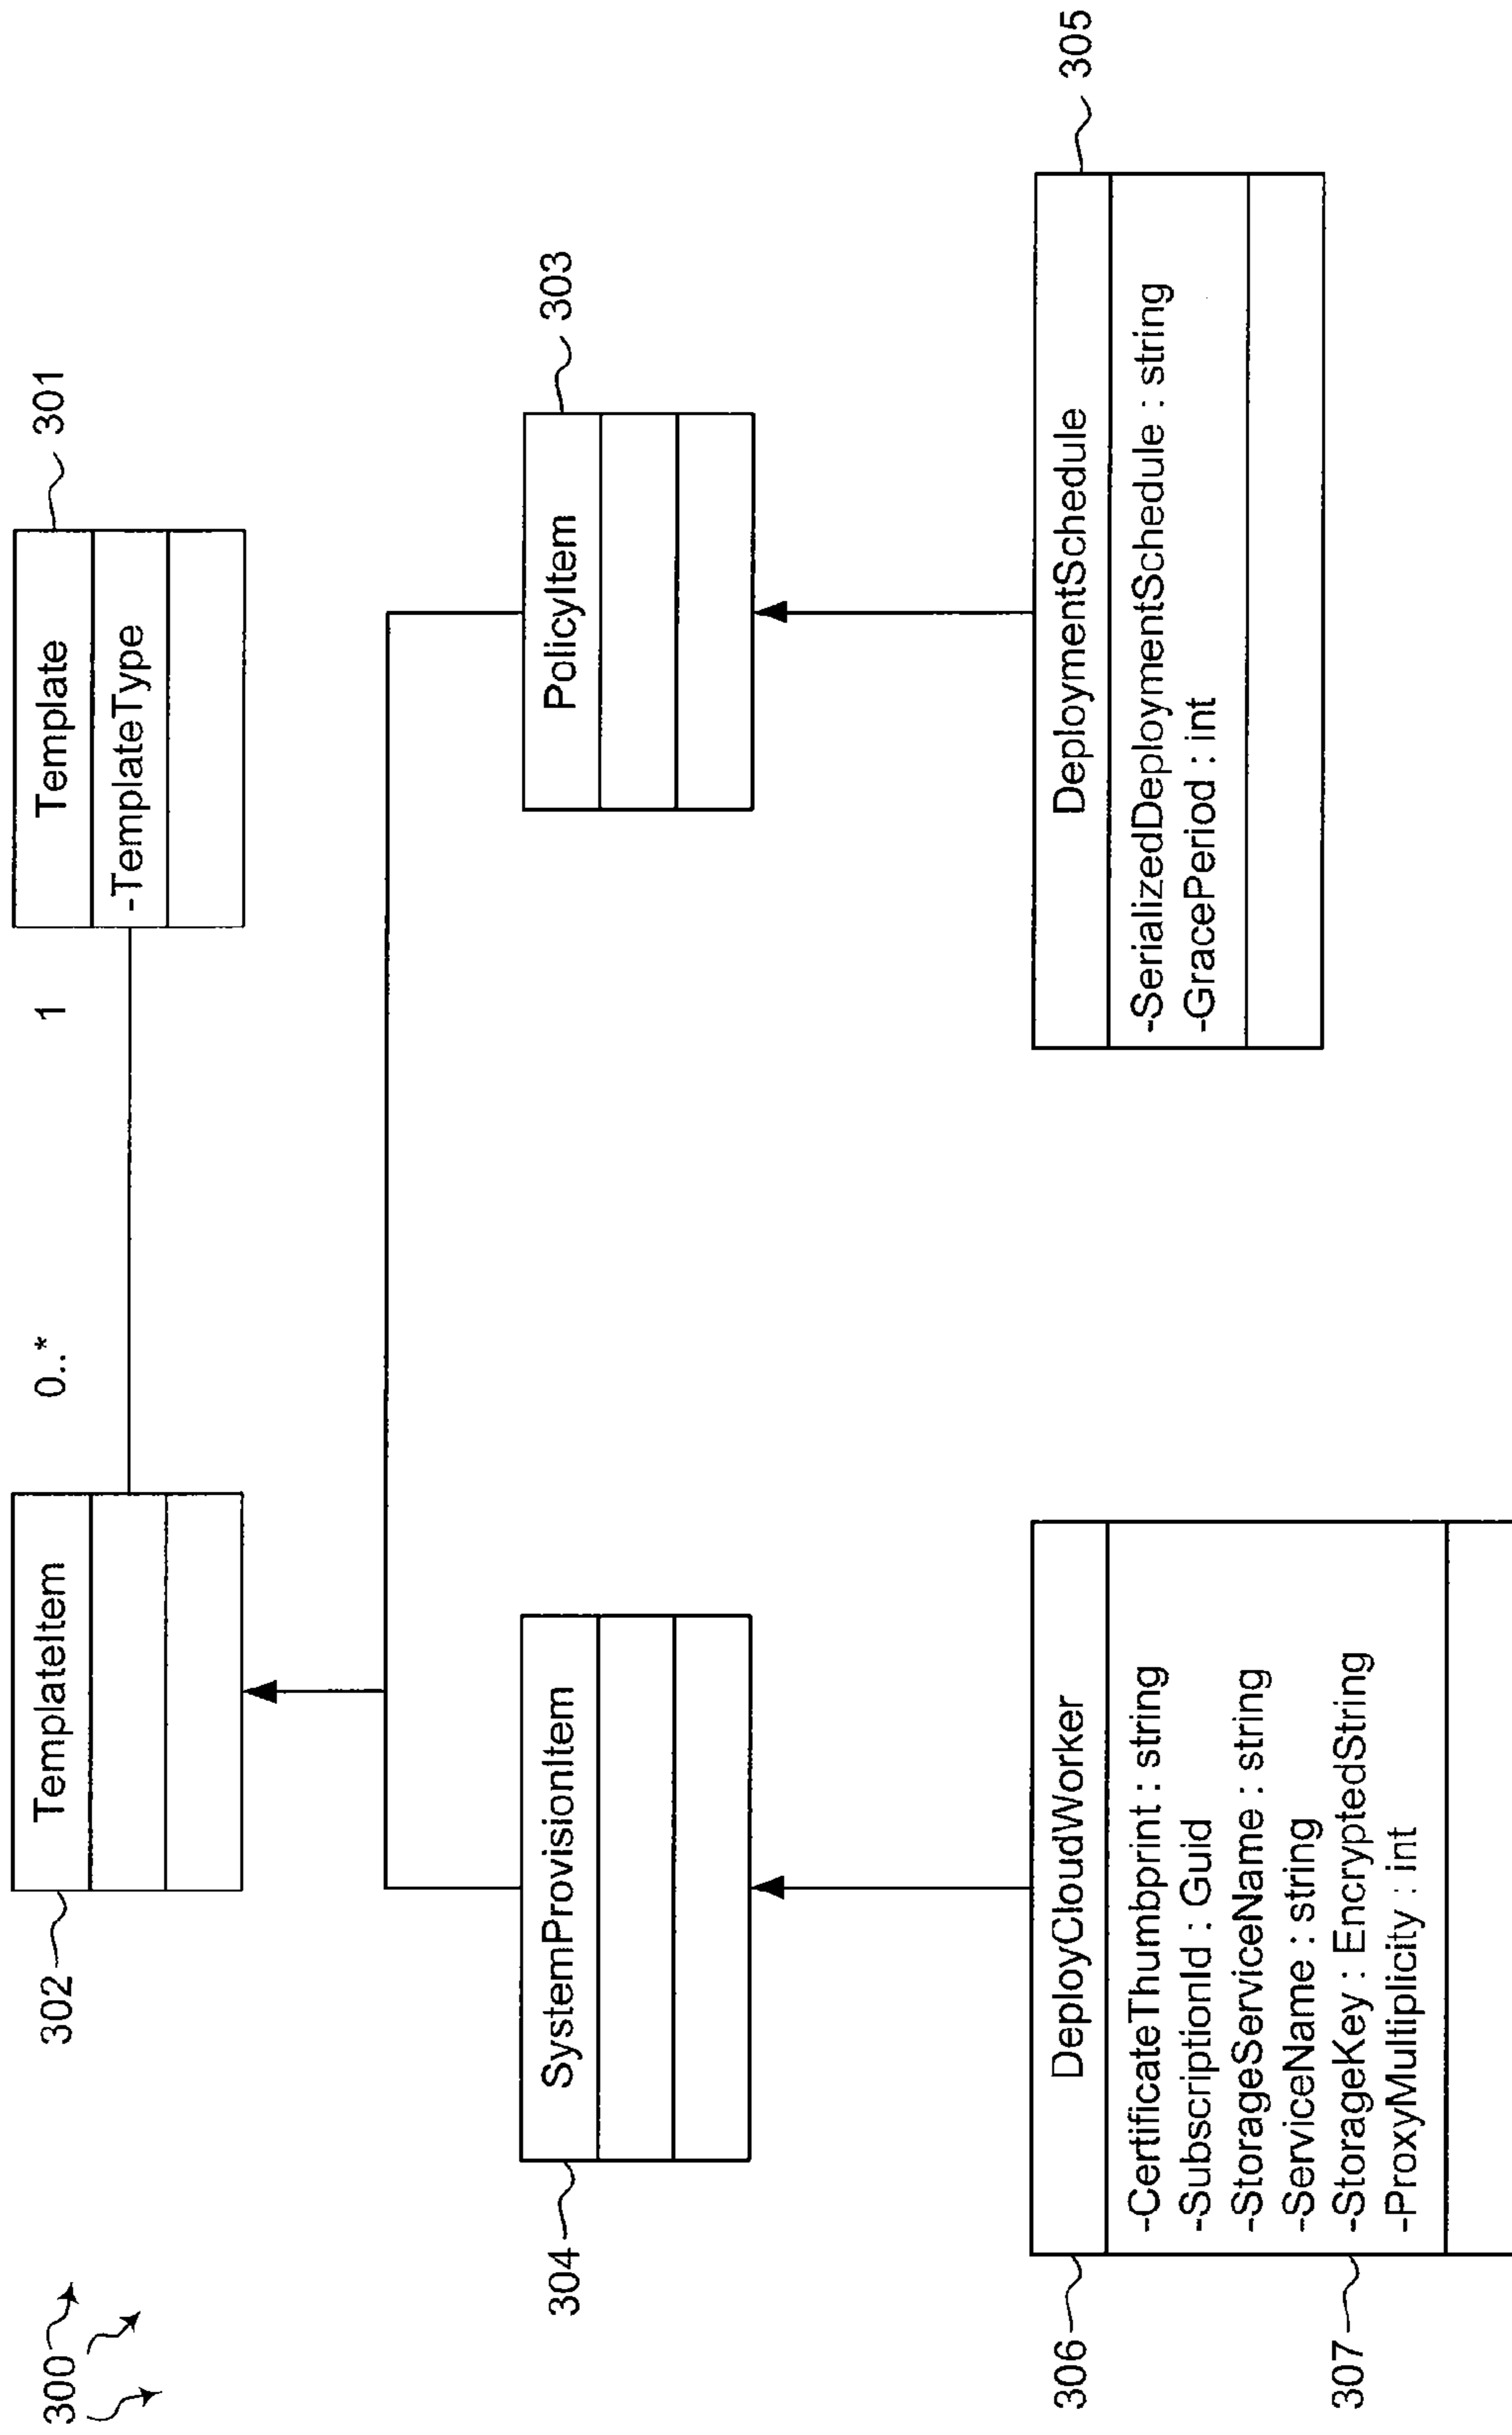 300
302
TemplateItem
0..*
1
Template
-TemplateType
301
304
SystemProvisionItem
PolicyItem
303
306
DeployCloudWorker
-CertificateThumbprint : string
-SubscriptionId : Guid
-StorageServiceName : string
-ServiceName : string
-StorageKey : EncryptedString
-ProxyMultiplicity : int
307
DeploymentSchedule
-SerializedDeploymentSchedule : string
-GracePeriod : int
305